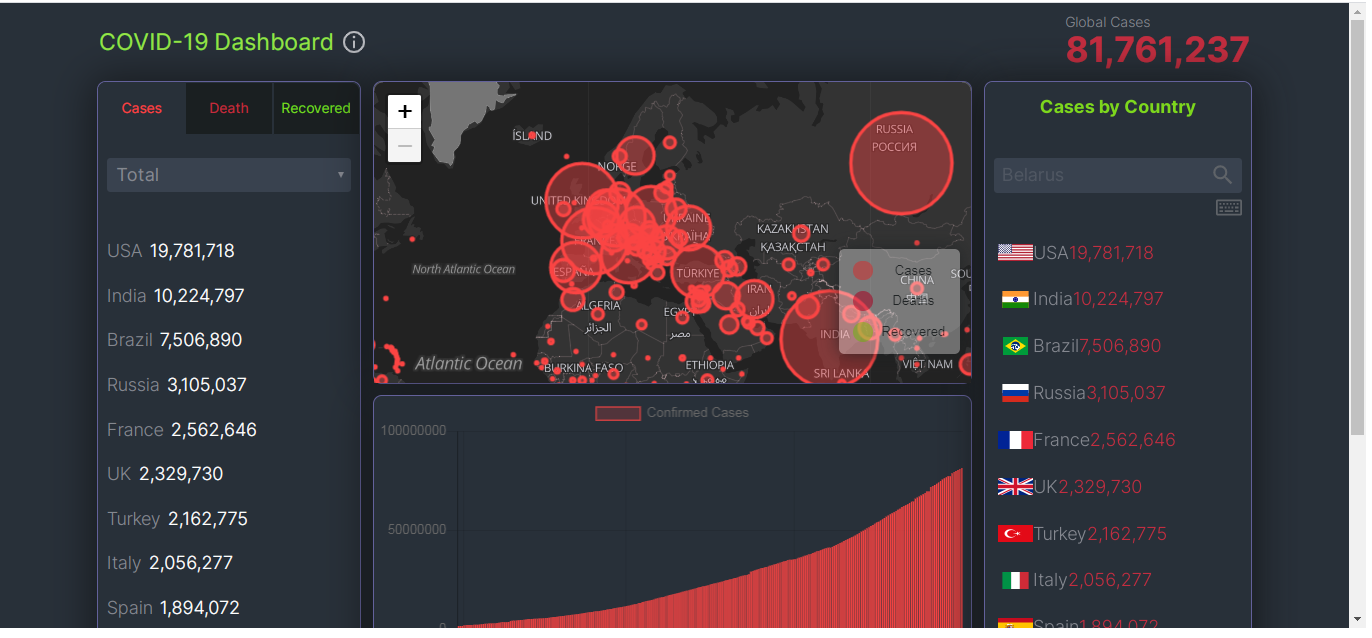 COVID-19 Dashboard
Global Cases
81,761,237
Cases Death Recovered
Total
USA 19,781,718
India 10,224,797
Brazil 7,506,890
Russia 3,105,037
France 2,562,646
UK 2,329,730
Turkey 2,162,775
Italy 2,056,277
Spain 1,894,072
+
−
ÍSLAND
RUSSIA
РОССИЯ
NORGE
UNITED KINGDOM
UKRAINE
УКРАЇНА
FRANCE
KAZAKHSTAN
ҚАЗАҚСТАН
North Atlantic Ocean
ESPAÑA
TÜRKIYE
CHINA
IRAN
ایران
ALGERIA
الجزائر
EGYPT
مصر
INDIA
Atlantic Ocean
BURKINA FASO
ETHIOPIA
SRI LANKA
VIỆT NAM
Cases
Deaths
Recovered
Confirmed Cases
100000000
50000000
0
Cases by Country
Belarus
USA19,781,718
India10,224,797
Brazil7,506,890
Russia3,105,037
France2,562,646
UK2,329,730
Turkey2,162,775
Italy2,056,277
Spain1,894,072